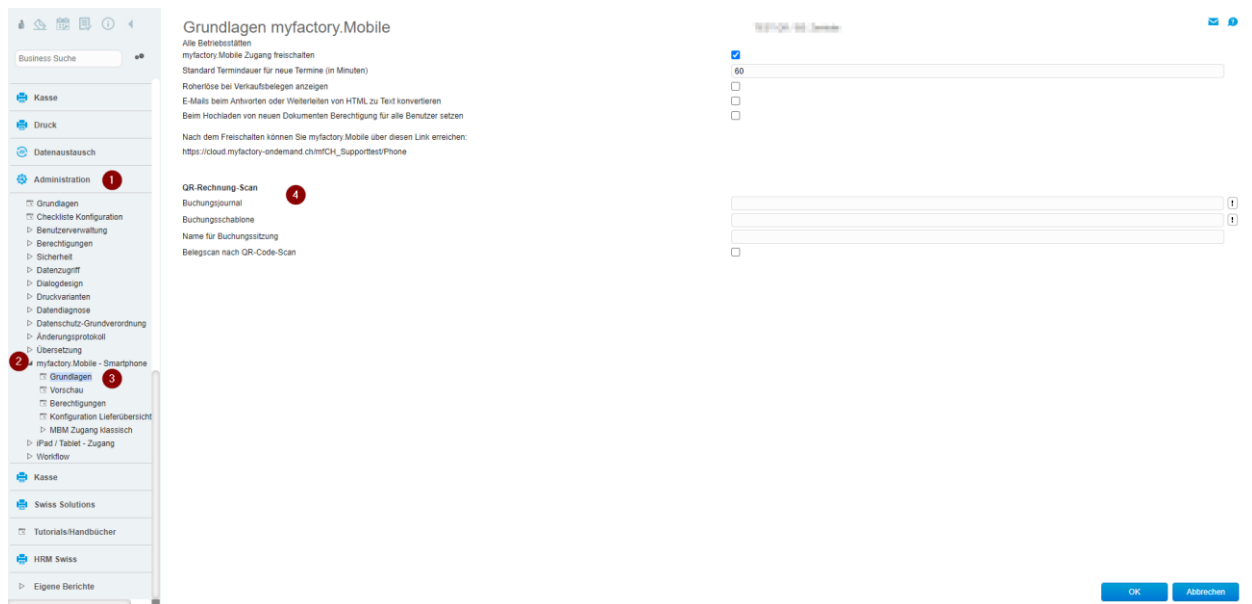 Business Suche
Kasse
Druck
Datenaustausch
Administration 1
Grundlagen
Checkliste Konfiguration
Benutzerverwaltung
Berechtigungen
Sicherheit
Datenzugriff
Dialogdesign
Druckvarianten
Datendiagnose
Datenschutz-Grundverordnung
Änderungsprotokoll
Übersetzung
2 myfactory.Mobile - Smartphone
Grundlagen 3
Vorschau
Berechtigungen
Konfiguration Lieferübersicht
MBM Zugang klassisch
iPad / Tablet - Zugang
Workflow
Kasse
Swiss Solutions
Tutorials/Handbücher
HRM Swiss
Eigene Berichte
Grundlagen myfactory.Mobile
Alle Betriebsstätten
myfactory.Mobile Zugang freischalten
Standard Termindauer für neue Termine (in Minuten) 60
Roherlöse bei Verkaufsbelegen anzeigen
E-Mails beim Antworten oder Weiterleiten von HTML zu Text konvertieren
Beim Hochladen von neuen Dokumenten Berechtigung für alle Benutzer setzen
Nach dem Freischalten können Sie myfactory.Mobile über diesen Link erreichen:
https://cloud.myfactory-ondemand.ch/mfCH_Supporttest/Phone
QR-Rechnung-Scan 4
Buchungsjournal !
Buchungsschablone !
Name für Buchungssitzung
Belegscan nach QR-Code-Scan
OK Abbrechen